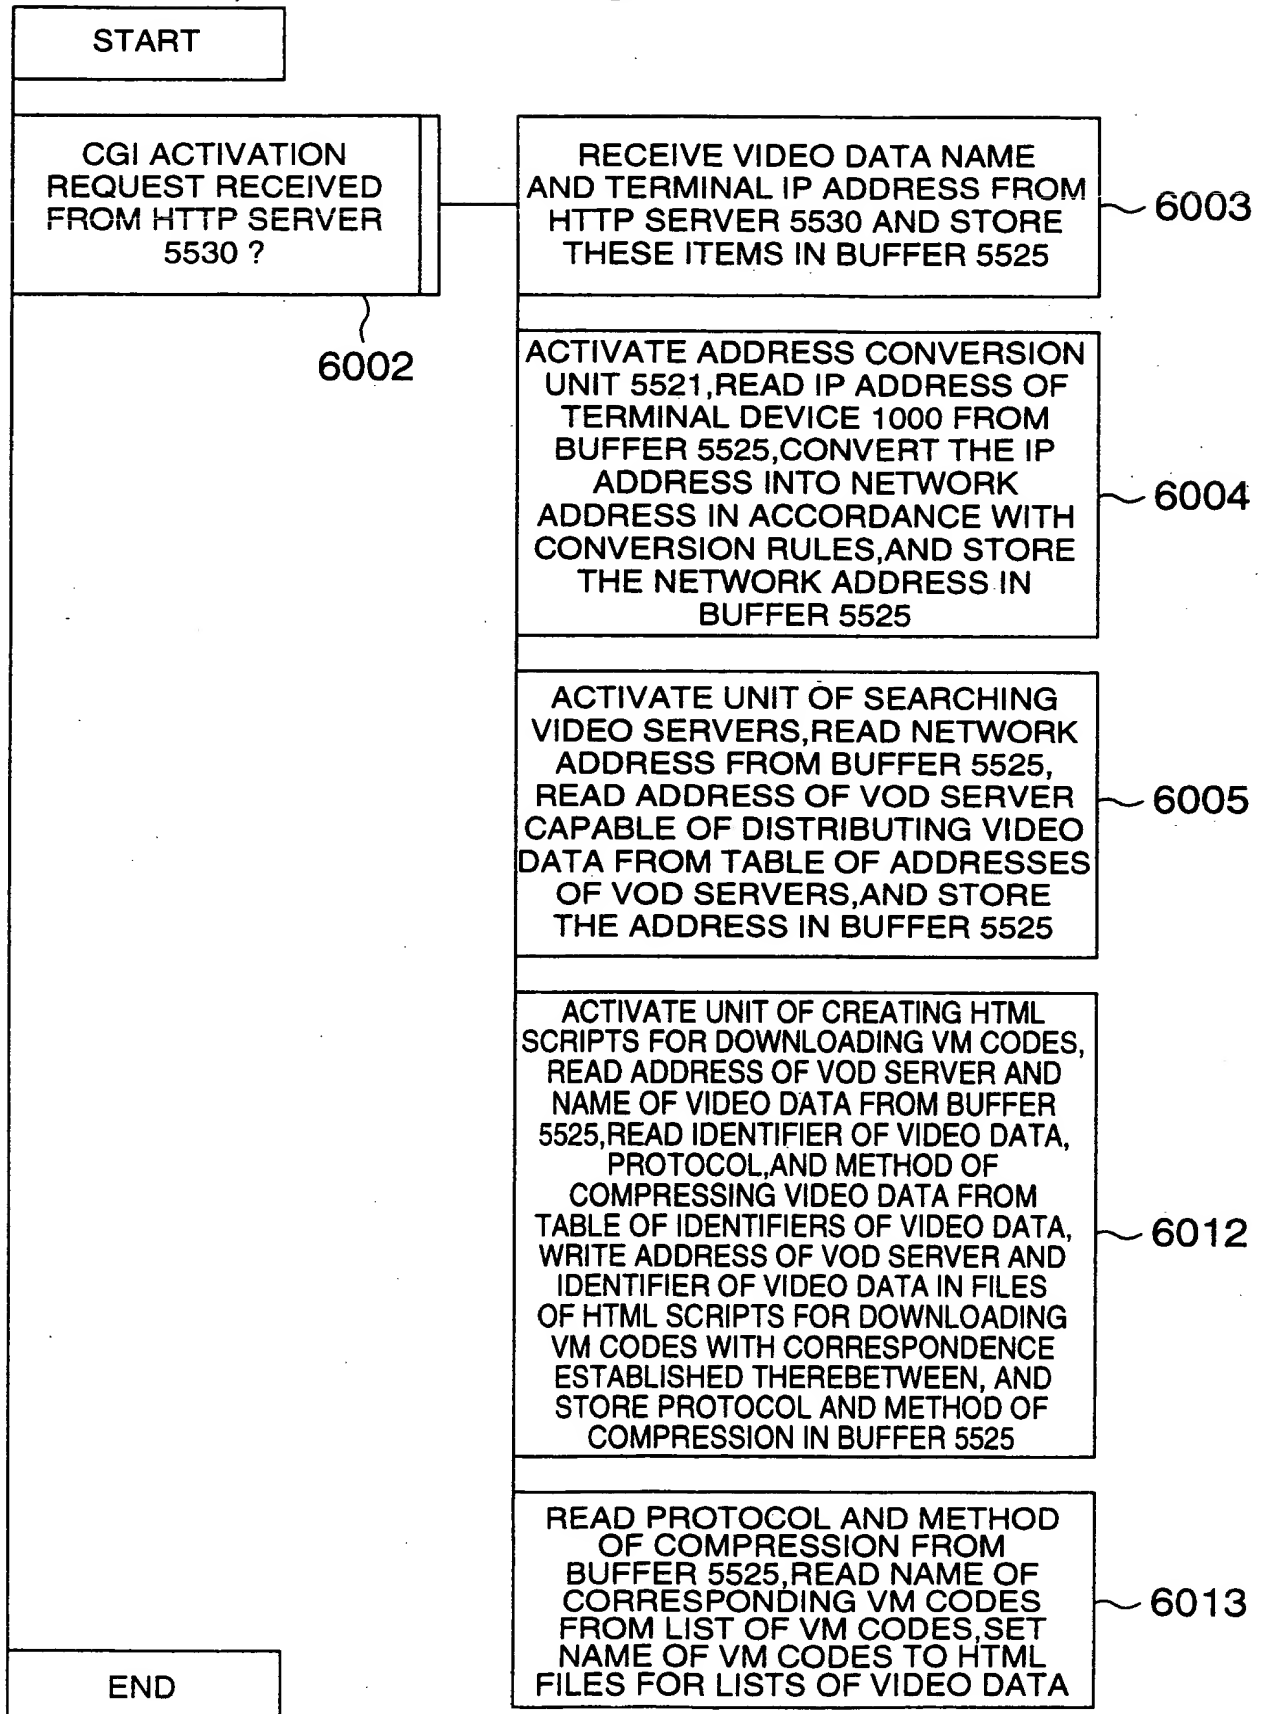 START
CGI ACTIVATION
REQUEST RECEIVED
FROM HTTP SERVER
5530 ?
6002
RECEIVE VIDEO DATA NAME
AND TERMINAL IP ADDRESS FROM
HTTP SERVER 5530 AND STORE
THESE ITEMS IN BUFFER 5525
6003
ACTIVATE ADDRESS CONVERSION
UNIT 5521,READ IP ADDRESS OF
TERMINAL DEVICE 1000 FROM
BUFFER 5525,CONVERT THE IP
ADDRESS INTO NETWORK
ADDRESS IN ACCORDANCE WITH
CONVERSION RULES,AND STORE
THE NETWORK ADDRESS IN
BUFFER 5525
6004
ACTIVATE UNIT OF SEARCHING
VIDEO SERVERS,READ NETWORK
ADDRESS FROM BUFFER 5525,
READ ADDRESS OF VOD SERVER
CAPABLE OF DISTRIBUTING VIDEO
DATA FROM TABLE OF ADDRESSES
OF VOD SERVERS,AND STORE
THE ADDRESS IN BUFFER 5525
6005
ACTIVATE UNIT OF CREATING HTML
SCRIPTS FOR DOWNLOADING VM CODES,
READ ADDRESS OF VOD SERVER AND
NAME OF VIDEO DATA FROM BUFFER
5525,READ IDENTIFIER OF VIDEO DATA,
PROTOCOL,AND METHOD OF
COMPRESSING VIDEO DATA FROM
TABLE OF IDENTIFIERS OF VIDEO DATA,
WRITE ADDRESS OF VOD SERVER AND
IDENTIFIER OF VIDEO DATA IN FILES
OF HTML SCRIPTS FOR DOWNLOADING
VM CODES WITH CORRESPONDENCE
ESTABLISHED THEREBETWEEN, AND
STORE PROTOCOL AND METHOD OF
COMPRESSION IN BUFFER 5525
6012
READ PROTOCOL AND METHOD
OF COMPRESSION FROM
BUFFER 5525,READ NAME OF
CORRESPONDING VM CODES
FROM LIST OF VM CODES,SET
NAME OF VM CODES TO HTML
FILES FOR LISTS OF VIDEO DATA
6013
END